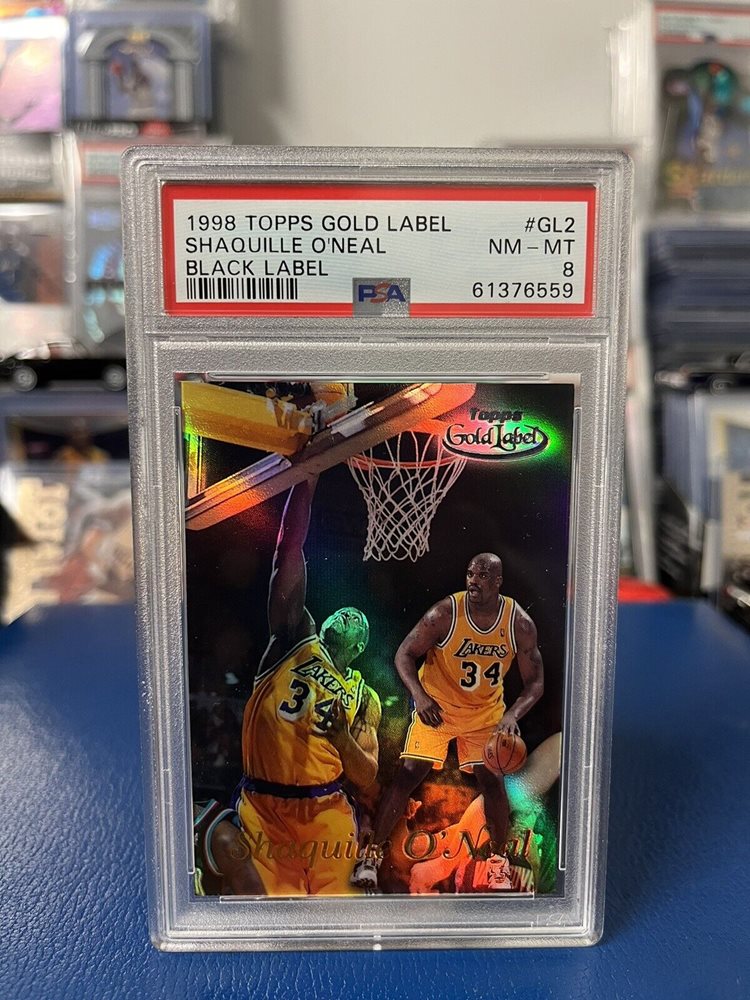 1998 TOPPS GOLD LABEL #GL2
SHAQUILLE O'NEAL NM - MT
BLACK LABEL 8
PSA 61376559
Topps
Gold Label
LAKERS
34
LAKERS
34
Shaquille O'Neal